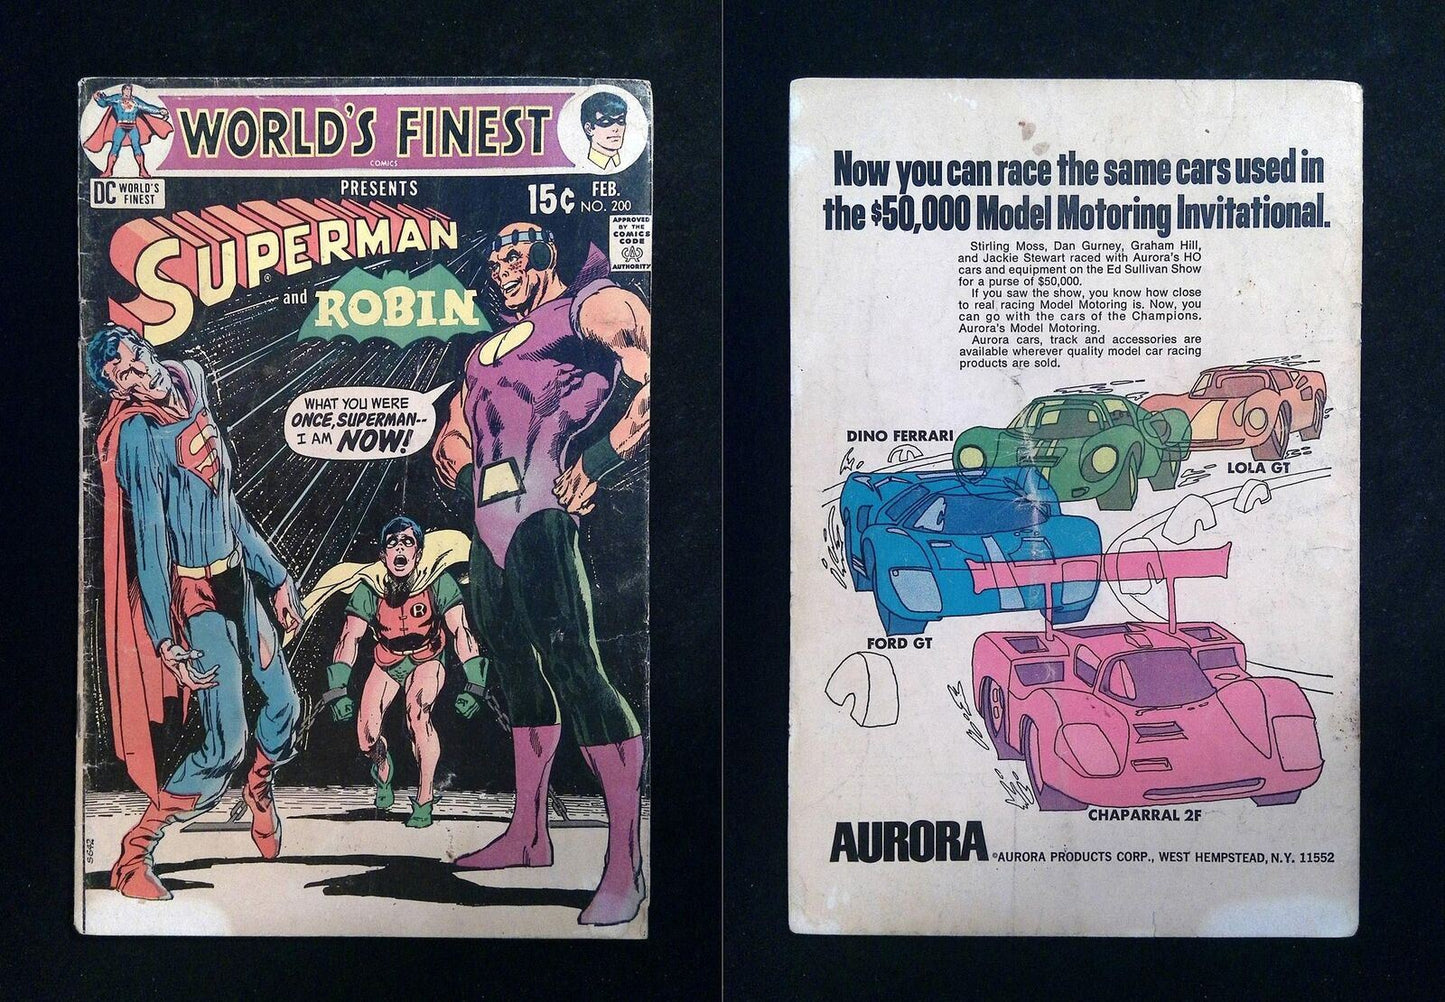 WORLD'S FINEST
COMICS
DC WORLD'S
FINEST
PRESENTS
15¢ FEB.
NO. 200
APPROVED
BY THE
COMICS
CODE
CA
AUTHORITY
SUPERMAN
and ROBIN
WHAT YOU WERE
ONCE, SUPERMAN--
I AM NOW!
R
Now you can race the same cars used in
the $50,000 Model Motoring Invitational.
Stirling Moss, Dan Gurney, Graham Hill,
and Jackie Stewart raced with Aurora's HO
cars and equipment on the Ed Sullivan Show
for a purse of $50,000.
If you saw the show, you know how close
to real racing Model Motoring is. Now, you
can go with the cars of the Champions.
Aurora's Model Motoring.
Aurora cars, track and accessories are
available wherever quality model car racing
products are sold.
DINO FERRARI
LOLA GT
FORD GT
CHAPARRAL 2F
AURORA ©AURORA PRODUCTS CORP., WEST HEMPSTEAD, N.Y. 11552